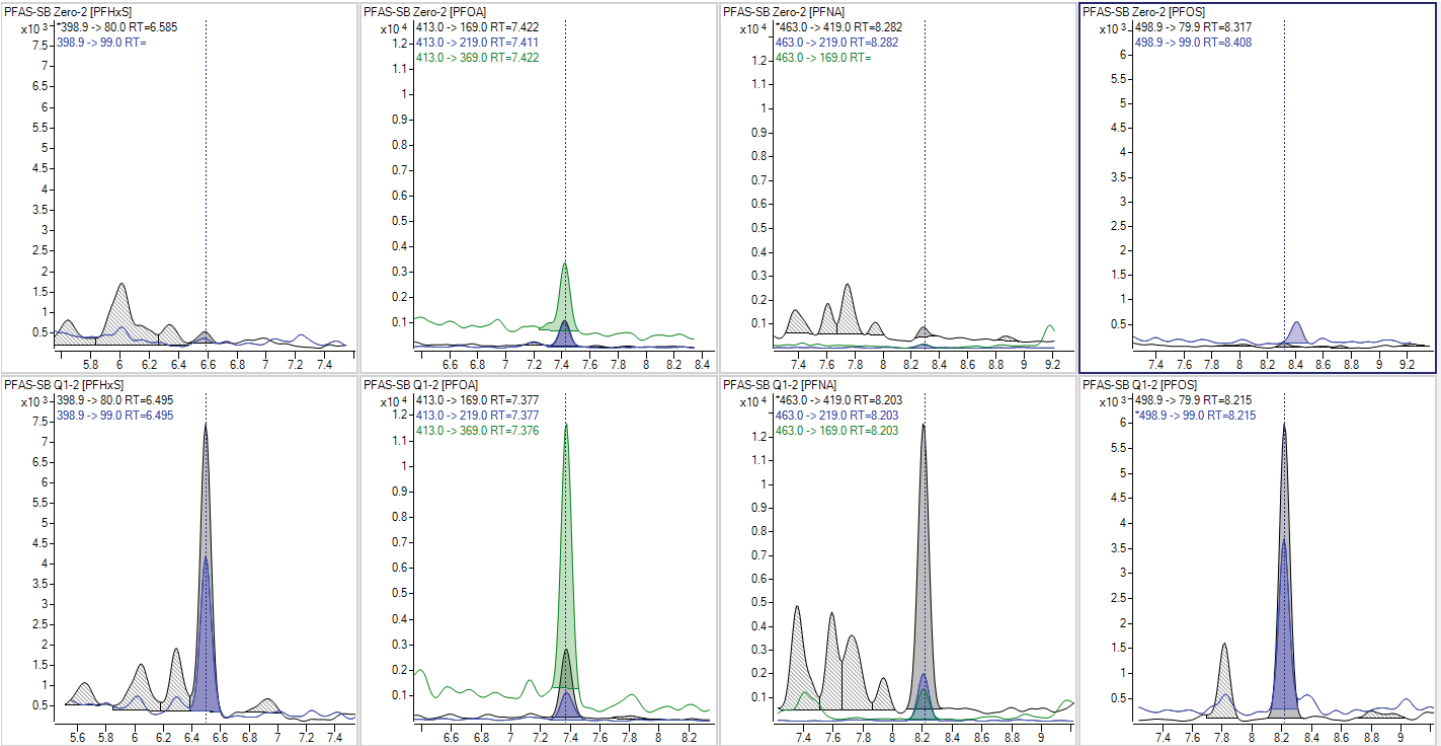 PFAS-SB Zero-2 [PFHxS]
x10 3
*398.9 -> 80.0 RT=6.585
398.9 -> 99.0 RT=
7.5
7
6.5
6
5.5
5
4.5
4
3.5
3
2.5
2
1.5
1
0.5
5.8 6 6.2 6.4 6.6 6.8 7 7.2 7.4
PFAS-SB Zero-2 [PFOA]
x10 4
413.0 -> 169.0 RT=7.422
413.0 -> 219.0 RT=7.411
413.0 -> 369.0 RT=7.422
1.2
1.1
1
0.9
0.8
0.7
0.6
0.5
0.4
0.3
0.2
0.1
6.6 6.8 7 7.2 7.4 7.6 7.8 8 8.2 8.4
PFAS-SB Zero-2 [PFNA]
x10 4
*463.0 -> 419.0 RT=8.282
463.0 -> 219.0 RT=8.282
463.0 -> 169.0 RT=
1.2
1.1
1
0.9
0.8
0.7
0.6
0.5
0.4
0.3
0.2
0.1
7.4 7.6 7.8 8 8.2 8.4 8.6 8.8 9 9.2
PFAS-SB Zero-2 [PFOS]
x10 3
498.9 -> 79.9 RT=8.317
498.9 -> 99.0 RT=8.408
6
5.5
5
4.5
4
3.5
3
2.5
2
1.5
1
0.5
7.4 7.6 7.8 8 8.2 8.4 8.6 8.8 9 9.2
PFAS-SB Q1-2 [PFHxS]
x10 3
398.9 -> 80.0 RT=6.495
398.9 -> 99.0 RT=6.495
7.5
7
6.5
6
5.5
5
4.5
4
3.5
3
2.5
2
1.5
1
0.5
5.6 5.8 6 6.2 6.4 6.6 6.8 7 7.2 7.4
PFAS-SB Q1-2 [PFOA]
x10 4
413.0 -> 169.0 RT=7.377
413.0 -> 219.0 RT=7.377
413.0 -> 369.0 RT=7.376
1.2
1.1
1
0.9
0.8
0.7
0.6
0.5
0.4
0.3
0.2
0.1
6.4 6.6 6.8 7 7.2 7.4 7.6 7.8 8 8.2
PFAS-SB Q1-2 [PFNA]
x10 4
*463.0 -> 419.0 RT=8.203
463.0 -> 219.0 RT=8.203
463.0 -> 169.0 RT=8.203
1.2
1.1
1
0.9
0.8
0.7
0.6
0.5
0.4
0.3
0.2
0.1
7.4 7.6 7.8 8 8.2 8.4 8.6 8.8 9
PFAS-SB Q1-2 [PFOS]
x10 3
498.9 -> 79.9 RT=8.215
*498.9 -> 99.0 RT=8.215
6
5.5
5
4.5
4
3.5
3
2.5
2
1.5
1
0.5
7.4 7.6 7.8 8 8.2 8.4 8.6 8.8 9